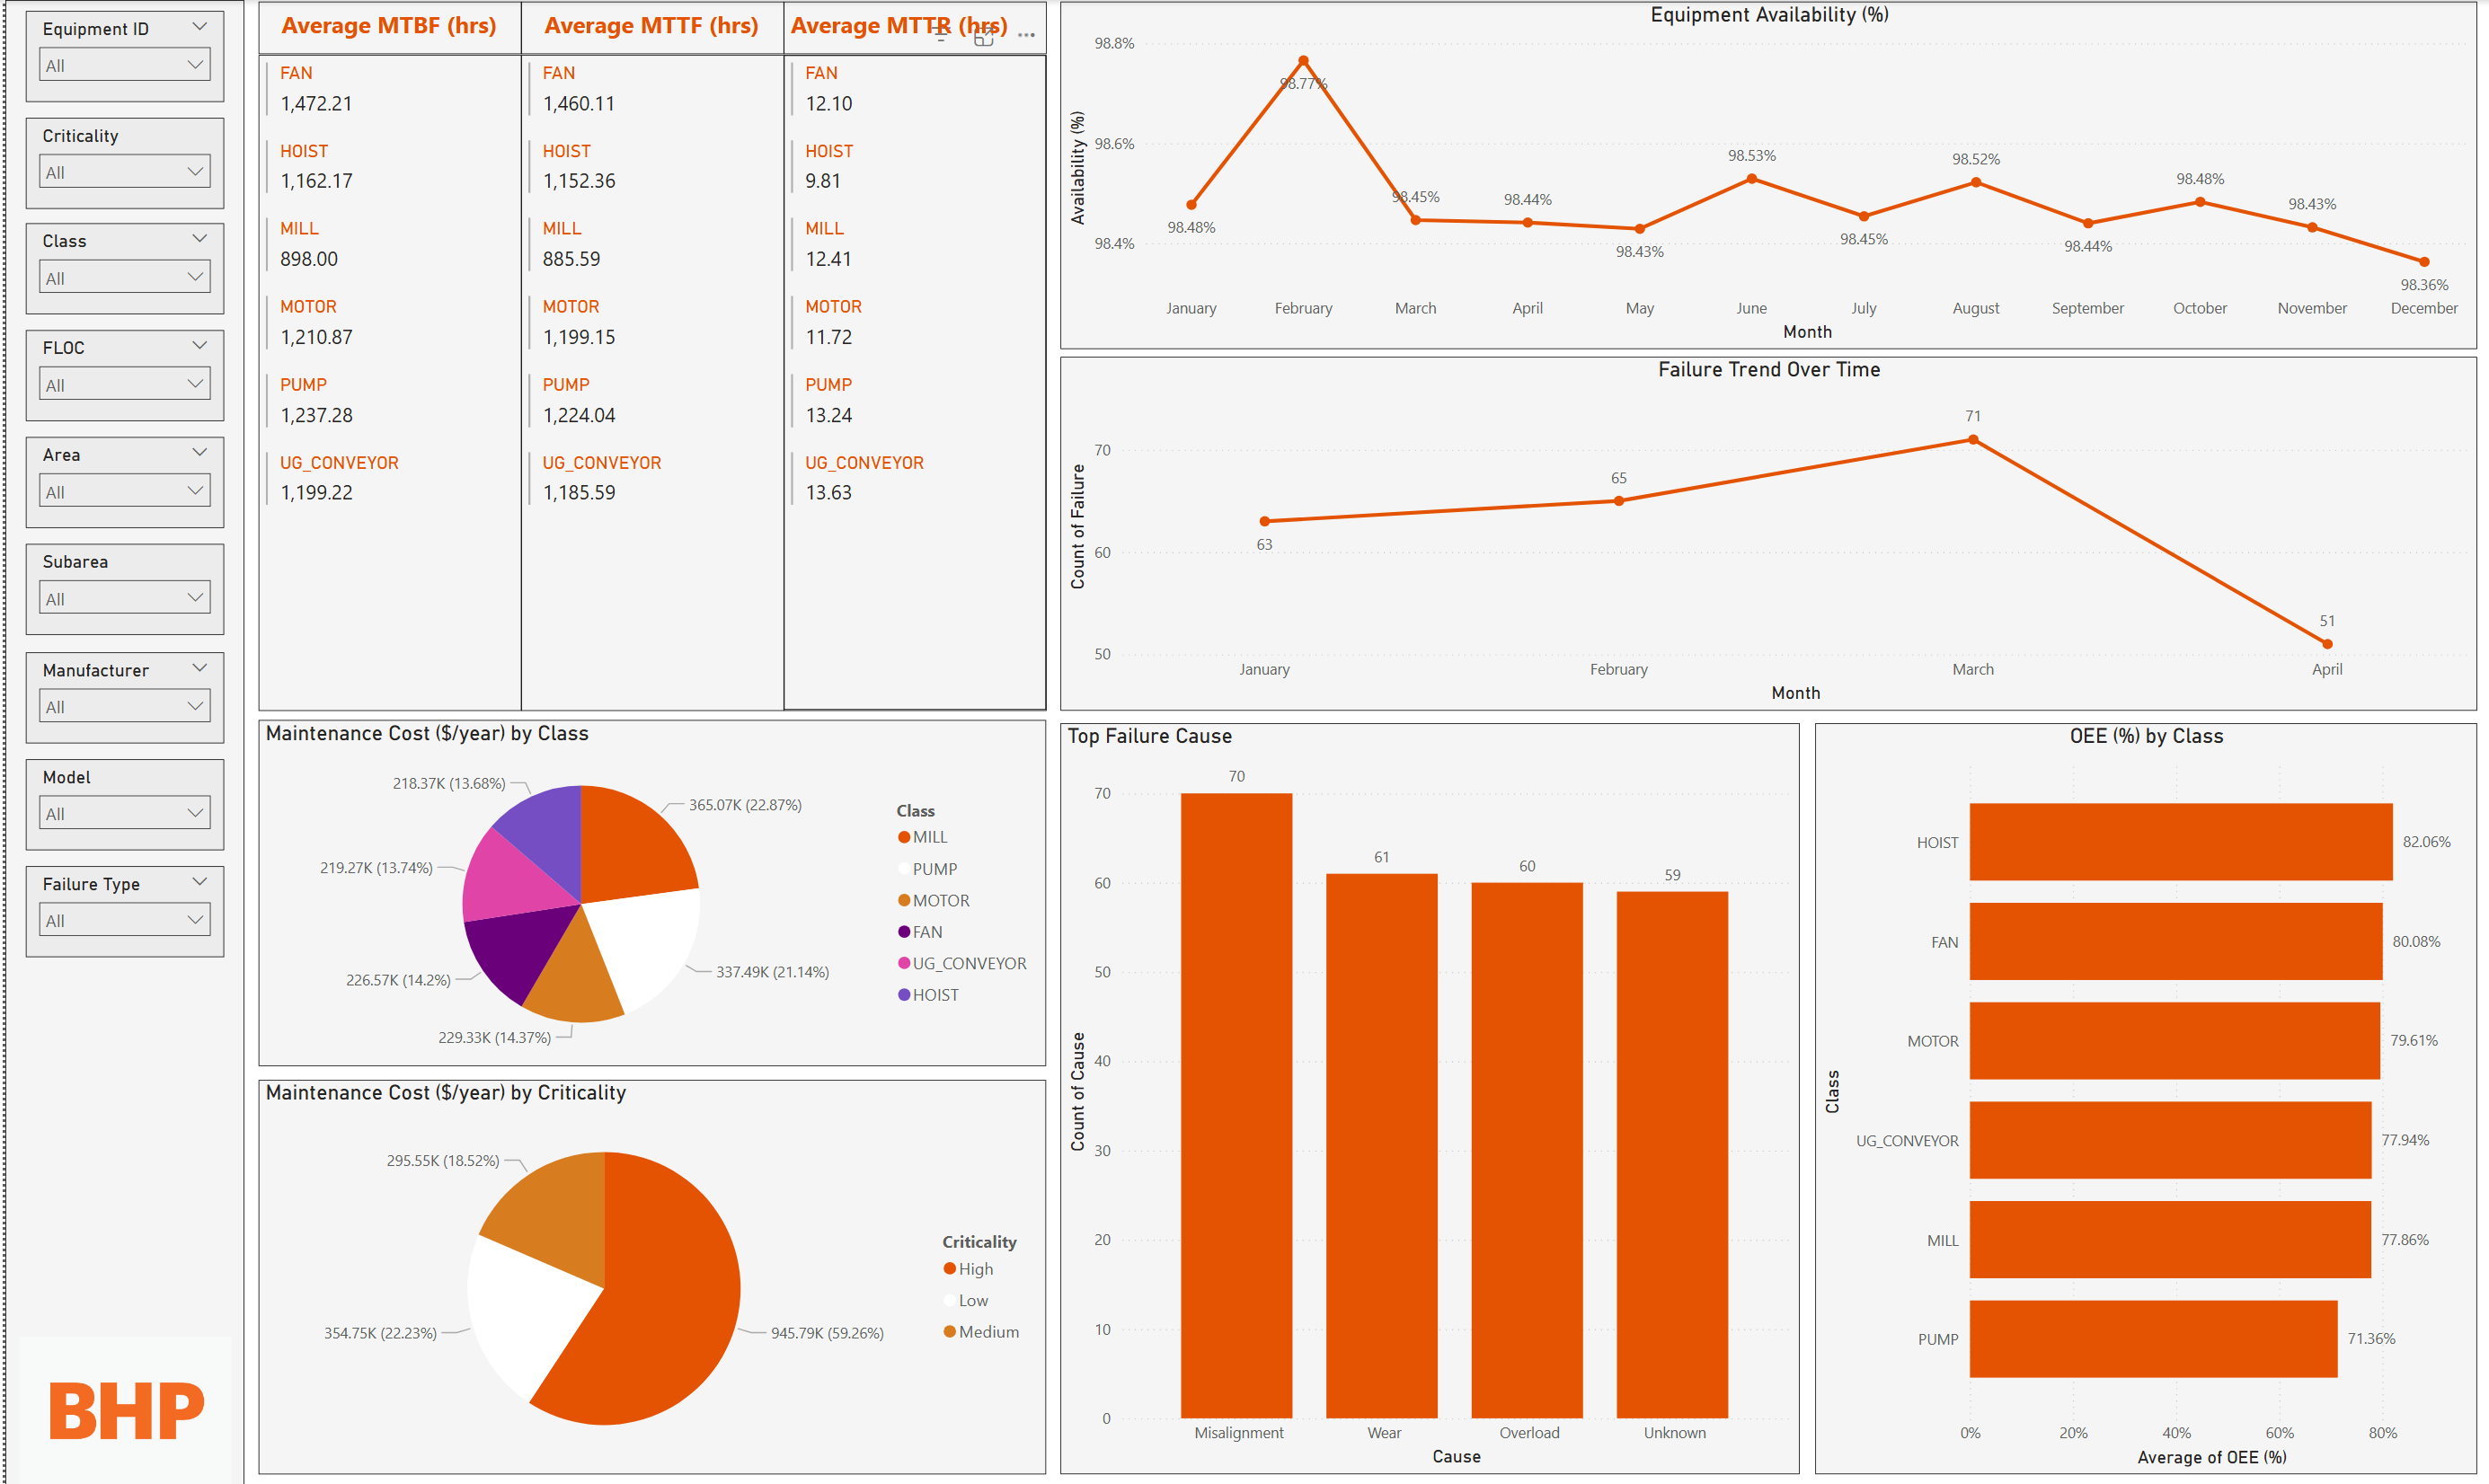 Equipment ID
All
Criticality
All
Class
All
FLOC
All
Area
All
Subarea
All
Manufacturer
All
Model
All
Failure Type
All
BHP
Average MTBF (hrs)
FAN
1,472.21
HOIST
1,162.17
MILL
898.00
MOTOR
1,210.87
PUMP
1,237.28
UG_CONVEYOR
1,199.22
Average MTTF (hrs)
FAN
1,460.11
HOIST
1,152.36
MILL
885.59
MOTOR
1,199.15
PUMP
1,224.04
UG_CONVEYOR
1,185.59
Average MTTR (hrs)
FAN
12.10
HOIST
9.81
MILL
12.41
MOTOR
11.72
PUMP
13.24
UG_CONVEYOR
13.63
Equipment Availability (%)
Availability (%)
98.8%
98.6%
98.4%
98.48%
98.77%
98.45%
98.44%
98.43%
98.53%
98.45%
98.52%
98.44%
98.48%
98.43%
98.36%
January
February
March
April
May
June
July
August
September
October
November
December
Month
Failure Trend Over Time
Count of Failure
70
60
50
63
65
71
51
January
February
March
April
Month
Maintenance Cost ($/year) by Class
218.37K (13.68%)
365.07K (22.87%)
219.27K (13.74%)
337.49K (21.14%)
226.57K (14.2%)
229.33K (14.37%)
Class
MILL
PUMP
MOTOR
FAN
UG_CONVEYOR
HOIST
Maintenance Cost ($/year) by Criticality
295.55K (18.52%)
354.75K (22.23%)
945.79K (59.26%)
Criticality
High
Low
Medium
Top Failure Cause
Count of Cause
70
60
50
40
30
20
10
0
70
61
60
59
Misalignment
Wear
Overload
Unknown
Cause
OEE (%) by Class
Class
HOIST
82.06%
FAN
80.08%
MOTOR
79.61%
UG_CONVEYOR
77.94%
MILL
77.86%
PUMP
71.36%
0%
20%
40%
60%
80%
Average of OEE (%)